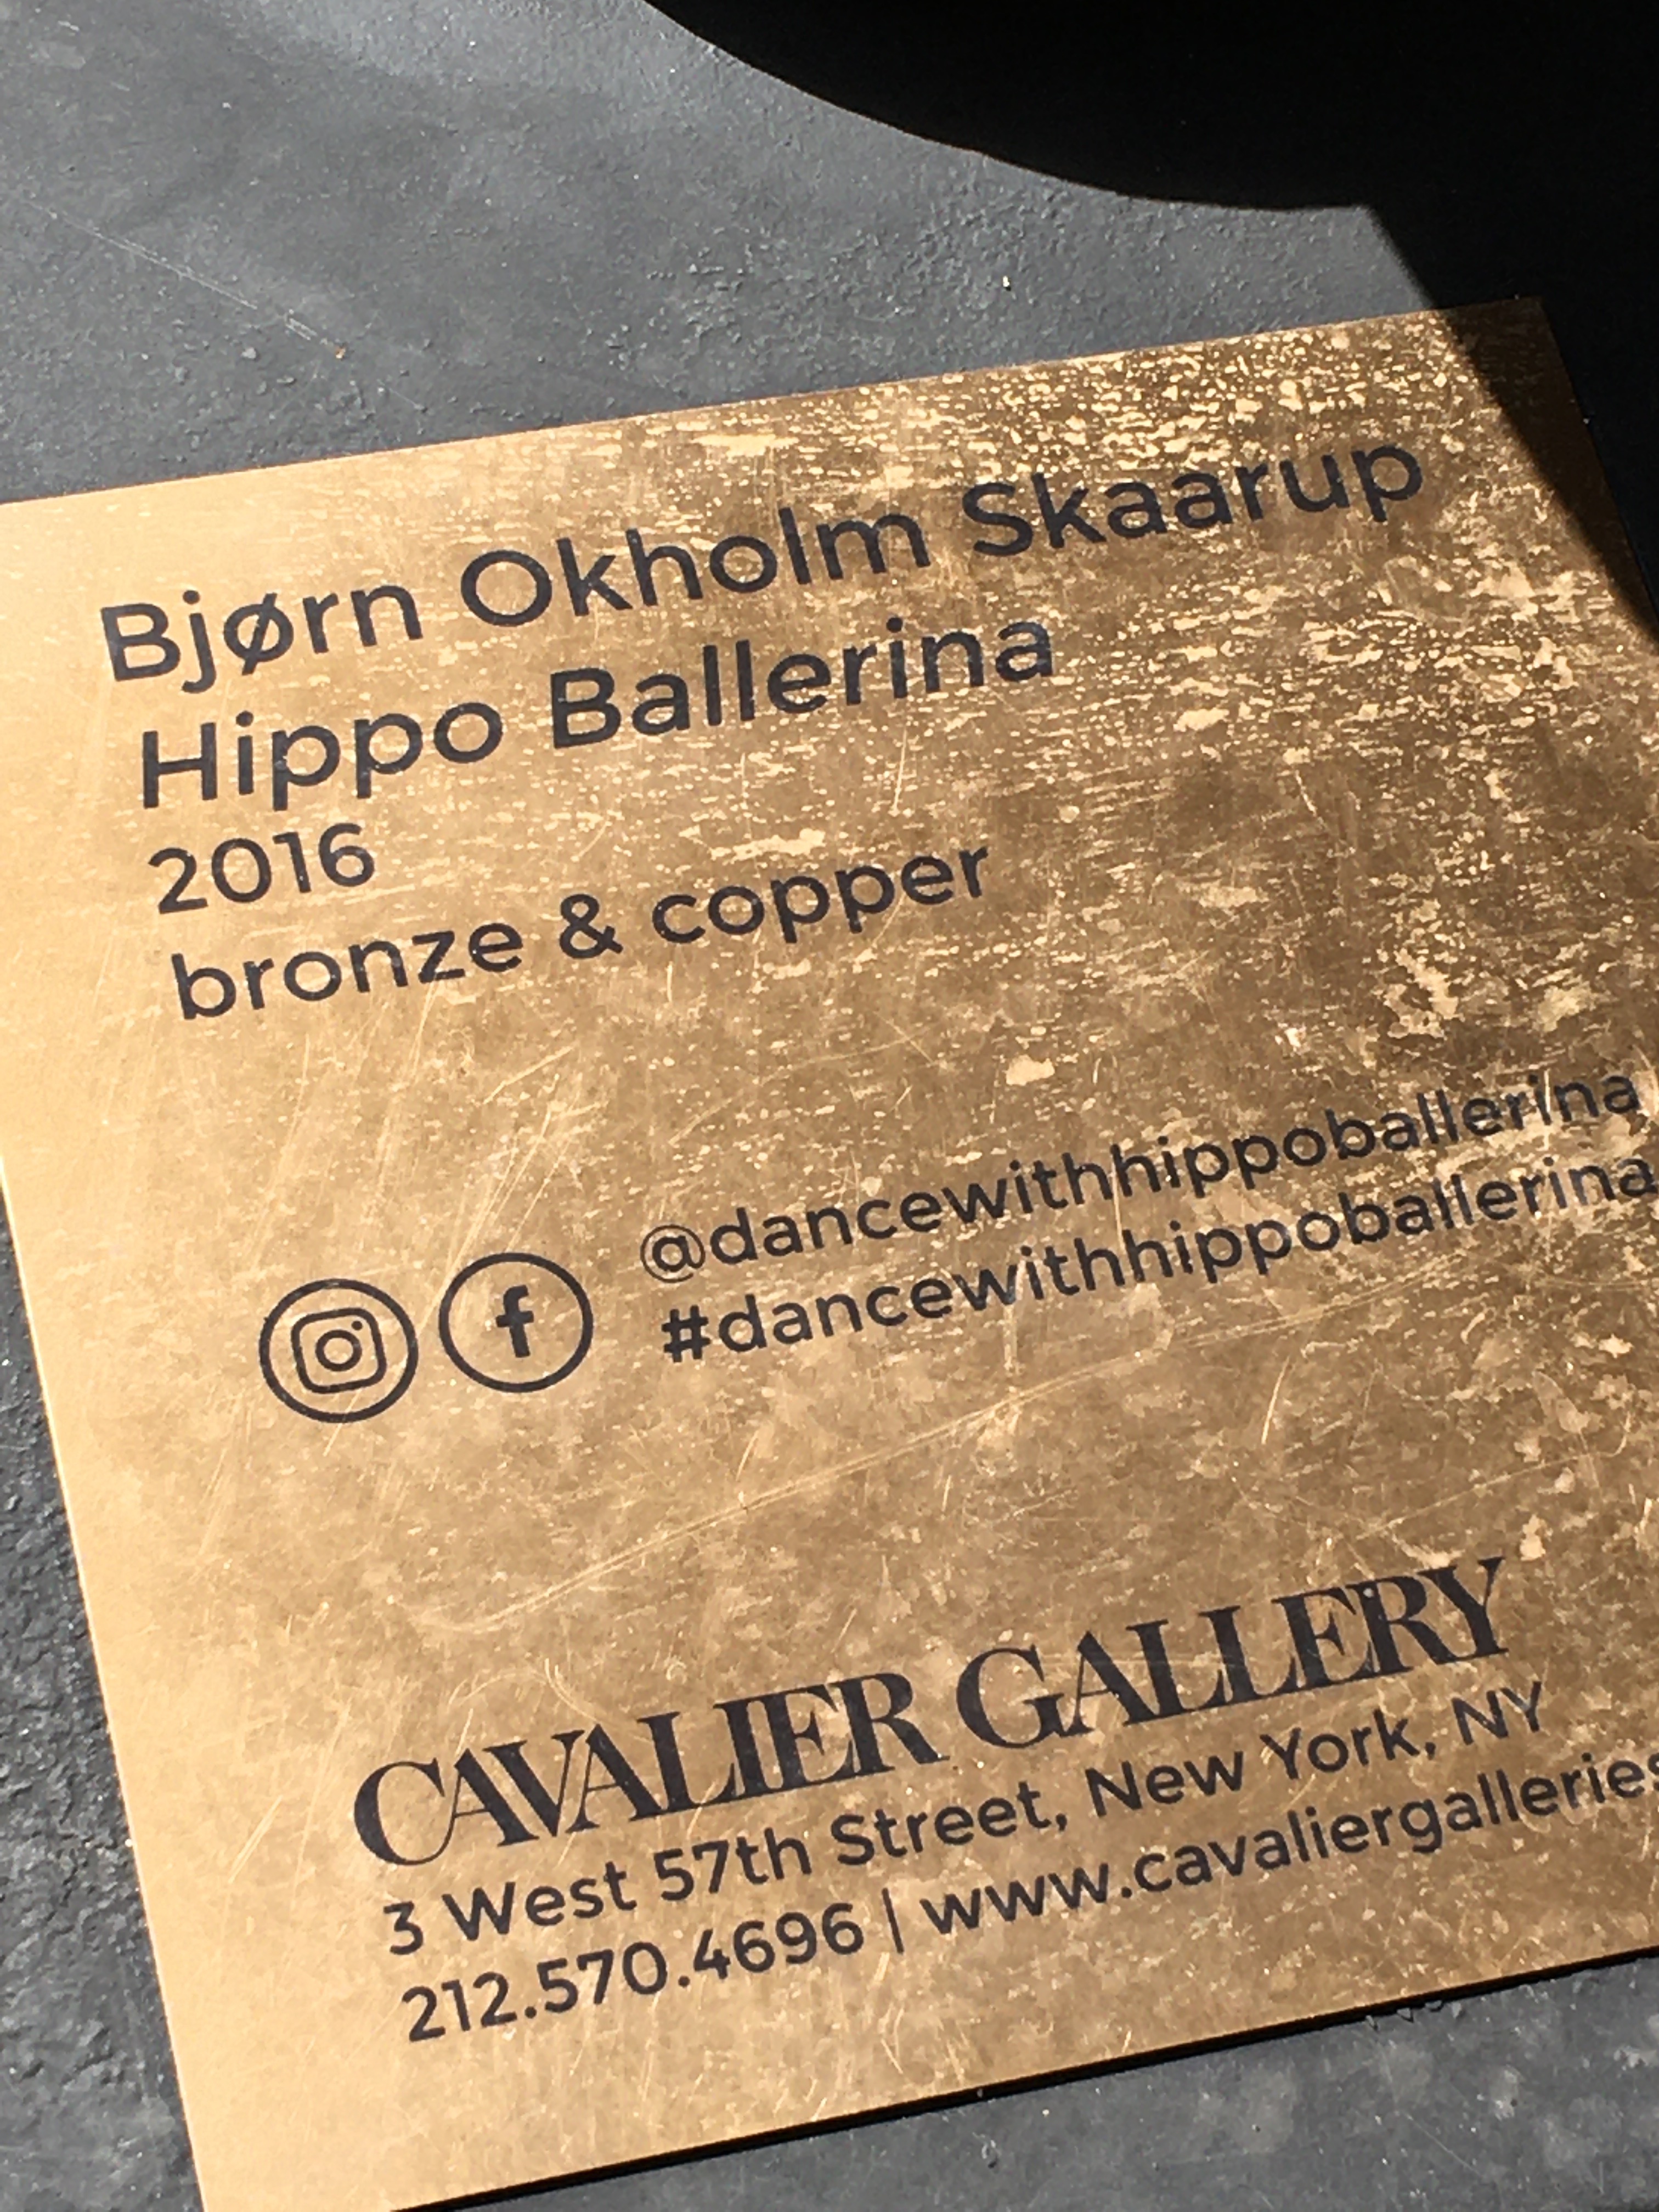 Bjørn Okholm Skaarup
Hippo Ballerina
2016
bronze & copper
@dancewithhippoballerina
#dancewithhippoballerina
CAVALIER GALLERY
3 West 57th Street, New York, NY
212.570.4696 | www.cavaliergalleries